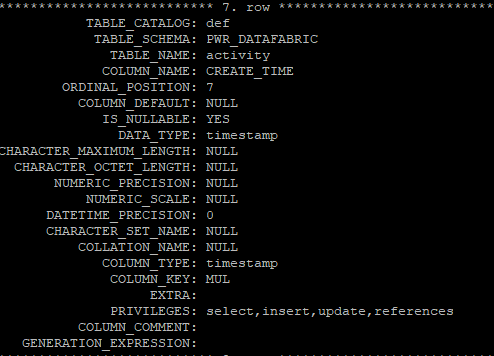 *************************** 7. row ***************************
TABLE_CATALOG: def
TABLE_SCHEMA: PWR_DATAFABRIC
TABLE_NAME: activity
COLUMN_NAME: CREATE_TIME
ORDINAL_POSITION: 7
COLUMN_DEFAULT: NULL
IS_NULLABLE: YES
DATA_TYPE: timestamp
CHARACTER_MAXIMUM_LENGTH: NULL
CHARACTER_OCTET_LENGTH: NULL
NUMERIC_PRECISION: NULL
NUMERIC_SCALE: NULL
DATETIME_PRECISION: 0
CHARACTER_SET_NAME: NULL
COLLATION_NAME: NULL
COLUMN_TYPE: timestamp
COLUMN_KEY: MUL
EXTRA:
PRIVILEGES: select,insert,update,references
COLUMN_COMMENT:
GENERATION_EXPRESSION: